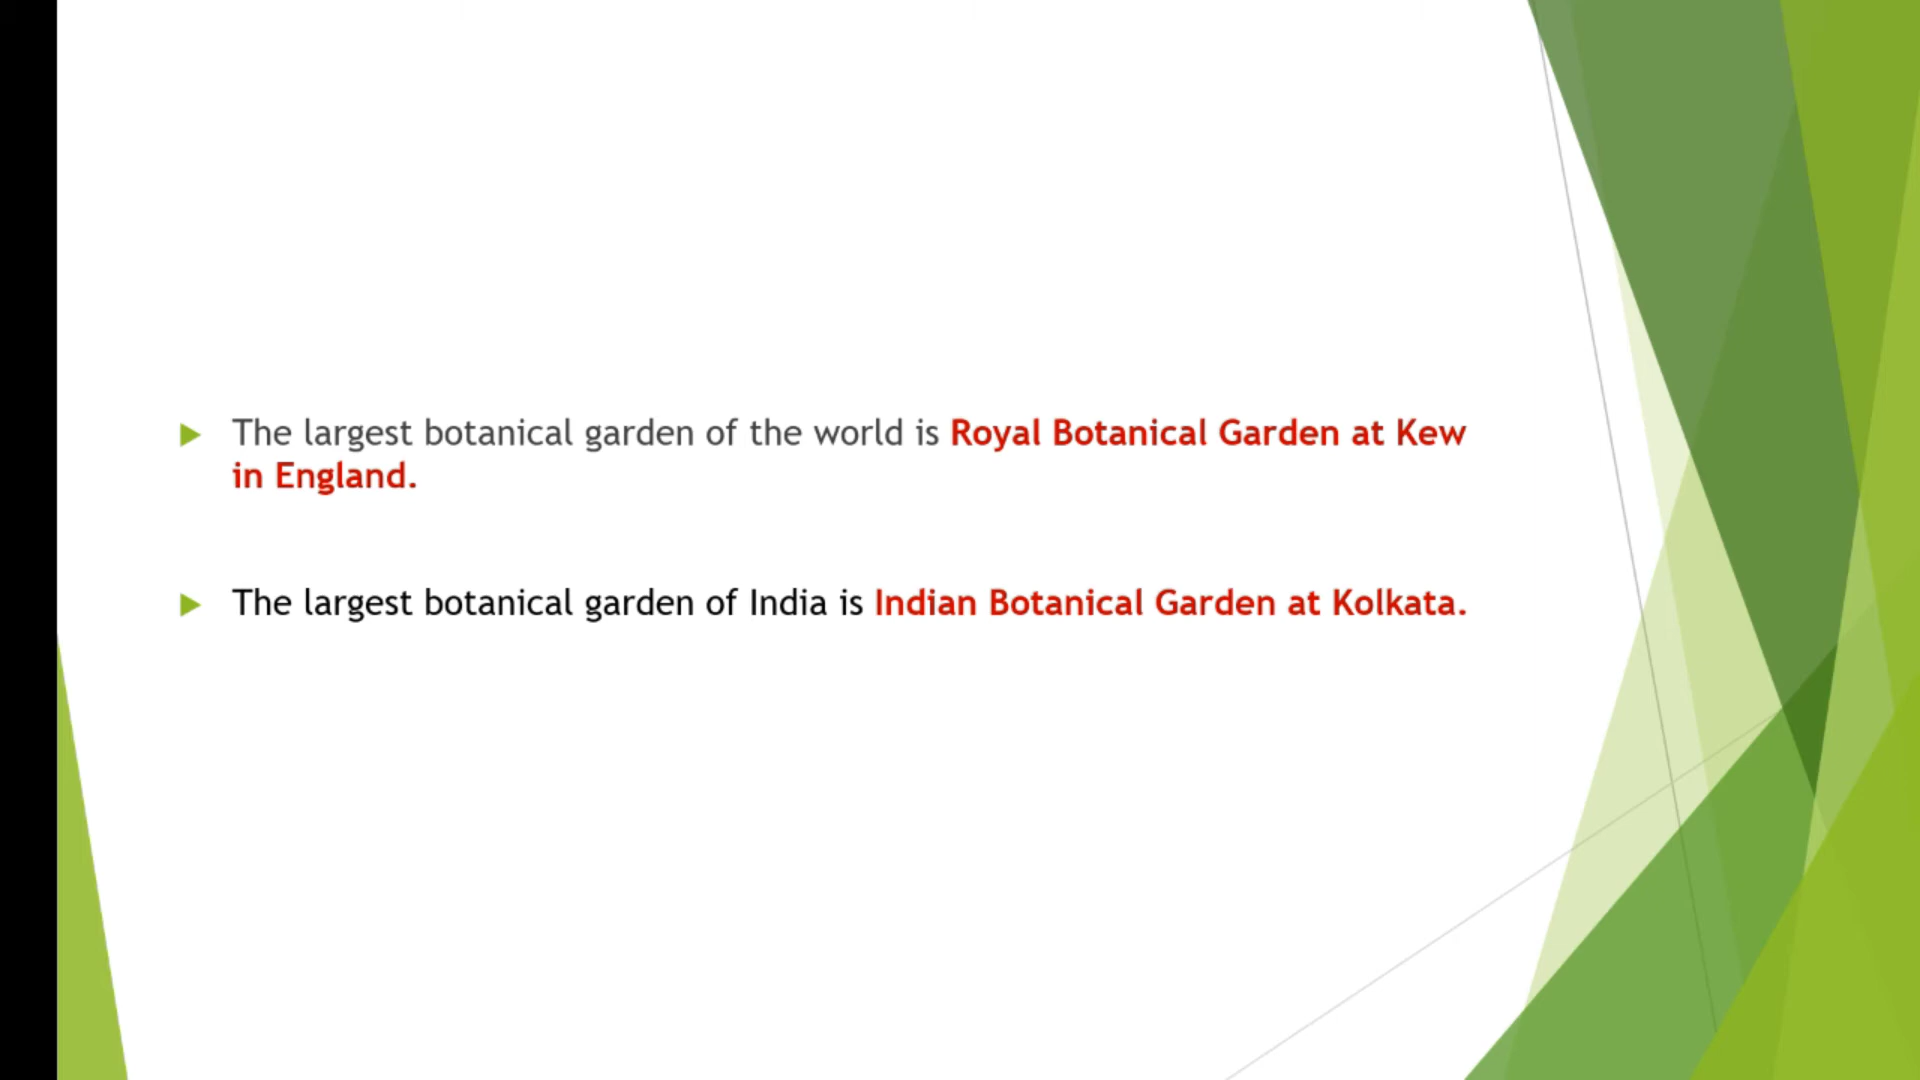 The largest botanical garden of the world is Royal Botanical Garden at Kew
in England.
The largest botanical garden of India is Indian Botanical Garden at Kolkata.